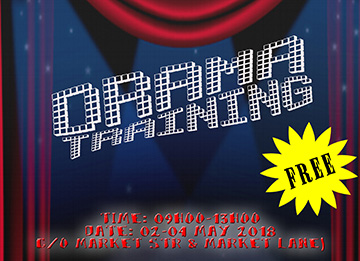 DRAMA
TRAINING
FREE
TIME: 09H00-13H00
DATE: 02-04 MAY 2018
C/O MARKET STR & MARKET LANE)